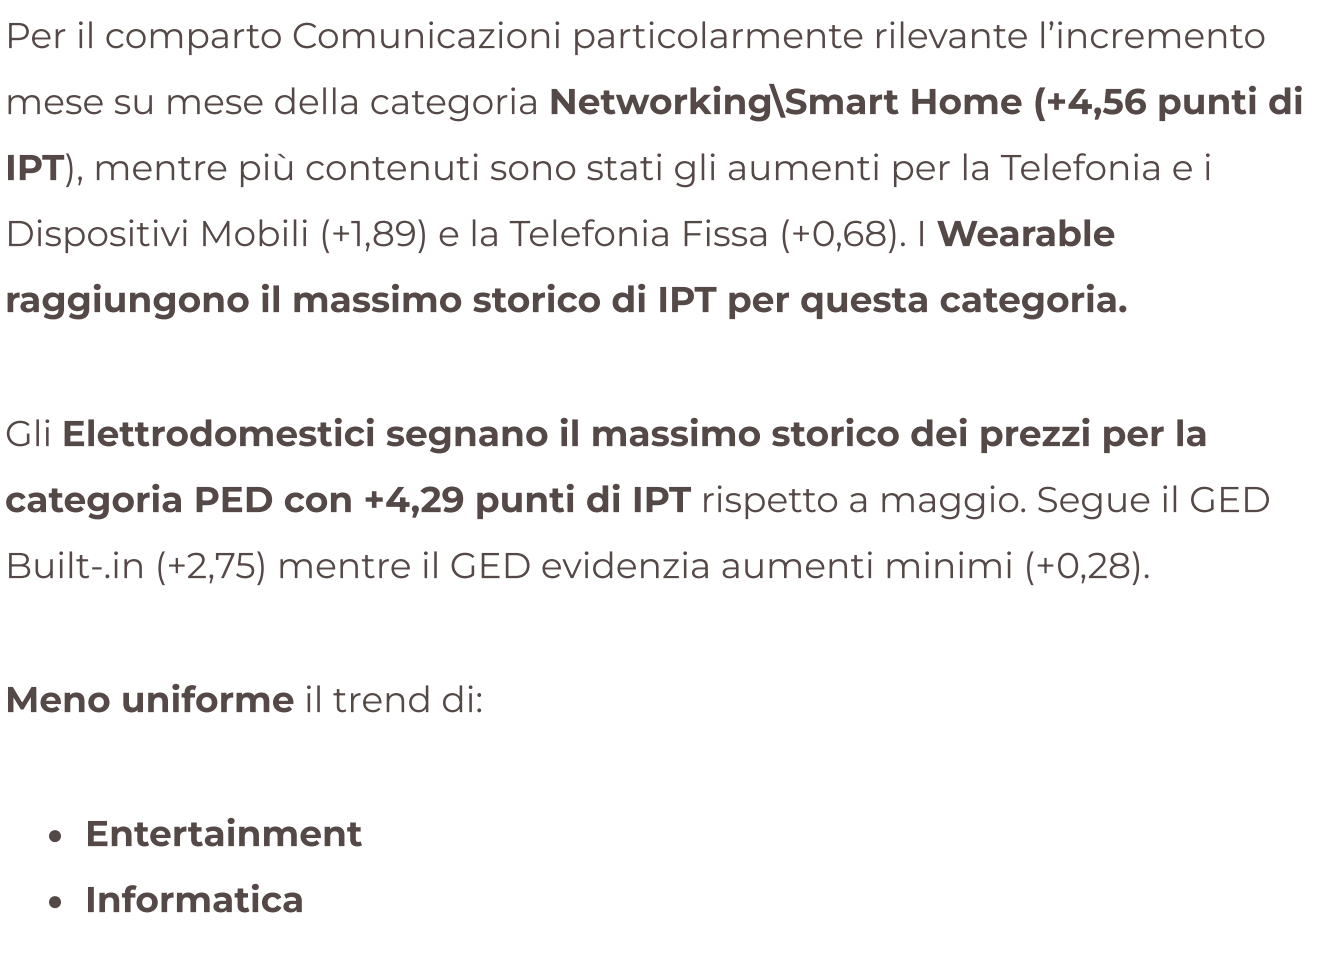 Per il comparto Comunicazioni particolarmente rilevante l’incremento
mese su mese della categoria Networking\Smart Home (+4,56 punti di
IPT), mentre più contenuti sono stati gli aumenti per la Telefonia e i
Dispositivi Mobili (+1,89) e la Telefonia Fissa (+0,68). I Wearable
raggiungono il massimo storico di IPT per questa categoria.
Gli Elettrodomestici segnano il massimo storico dei prezzi per la
categoria PED con +4,29 punti di IPT rispetto a maggio. Segue il GED
Built-.in (+2,75) mentre il GED evidenzia aumenti minimi (+0,28).
Meno uniforme il trend di:
• Entertainment
• Informatica